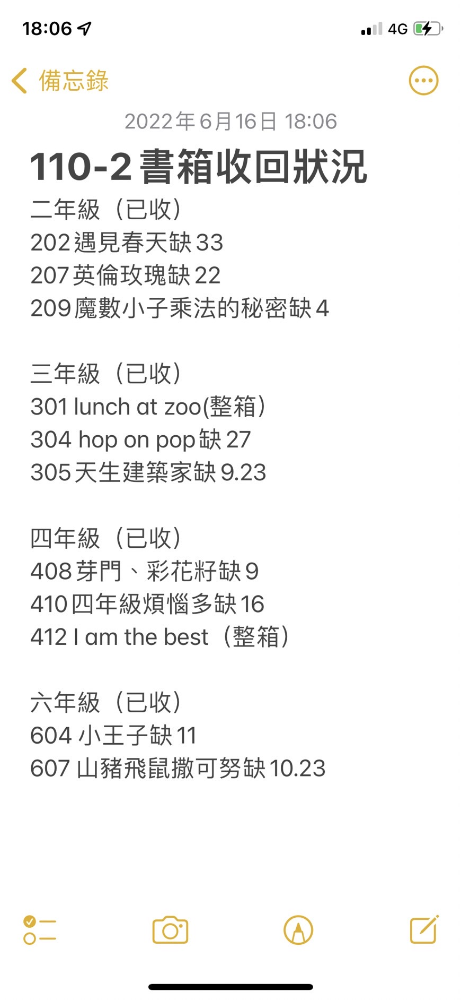 18:06 4G
備忘錄
2022年6月16日 18:06
110-2書箱收回狀況
二年級（已收）
202遇見春天缺33
207英倫玫瑰缺22
209魔數小子乘法的秘密缺4
三年級（已收）
301 lunch at zoo(整箱）
304 hop on pop缺27
305天生建築家缺9.23
四年級（已收）
408芽門、彩花籽缺9
410四年級煩惱多缺16
412 I am the best（整箱）
六年級（已收）
604 小王子缺11
607 山豬飛鼠撒可努缺10.23